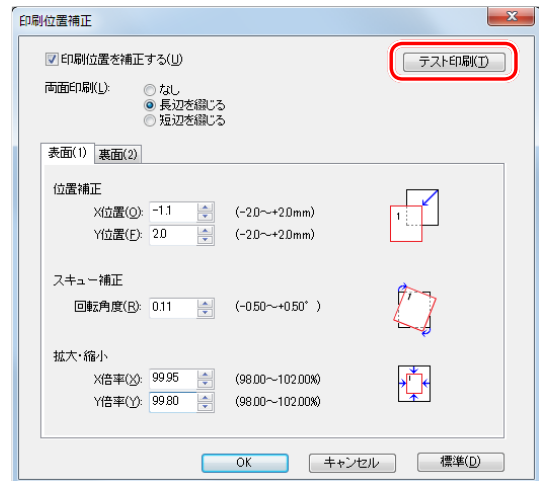 印刷位置補正
印刷位置を補正する(U)
テスト印刷(T)
両面印刷(L):
なし
長辺を綴じる
短辺を綴じる
表面(1) 裏面(2)
位置補正
X位置(O): -1.1 (-2.0～+2.0mm)
Y位置(F): 2.0 (-2.0～+2.0mm)
1
スキュー補正
回転角度(R): 0.11 (-0.50～+0.50°)
1
拡大・縮小
X倍率(X): 99.95 (98.00～102.00%)
Y倍率(Y): 99.80 (98.00～102.00%)
1
OK キャンセル 標準(D)